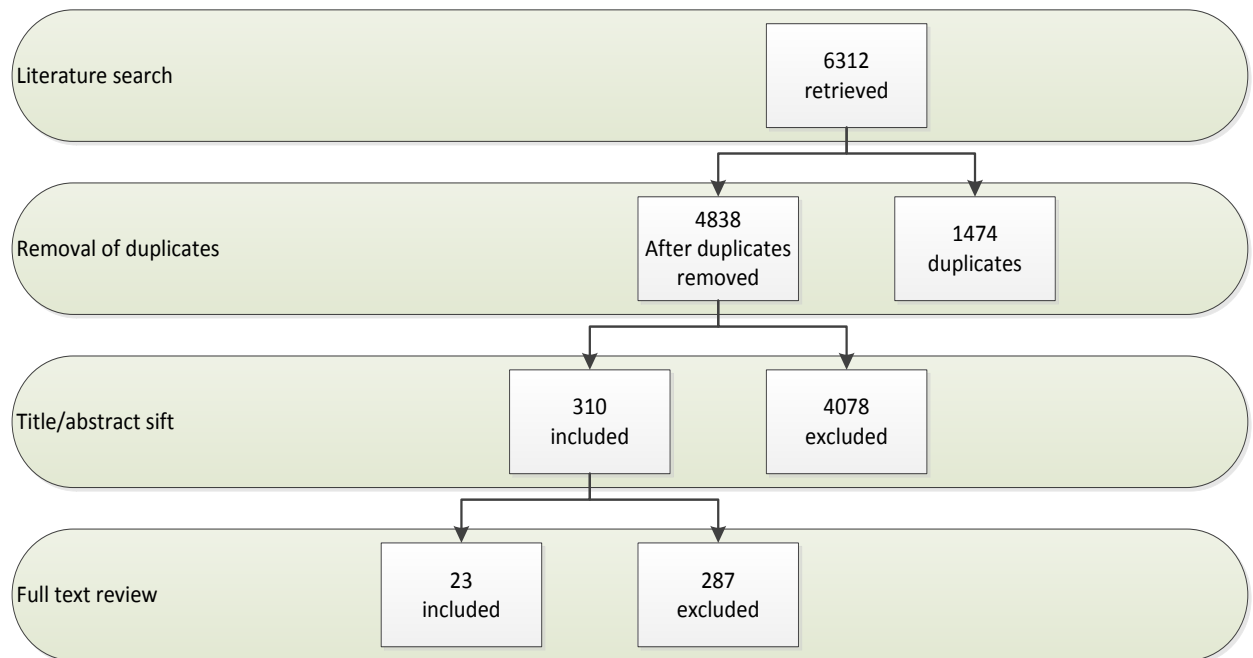 Literature search
6312
retrieved
Removal of duplicates
4838
After duplicates
removed
1474
duplicates
Title/abstract sift
310
included
4078
excluded
Full text review
23
included
287
excluded